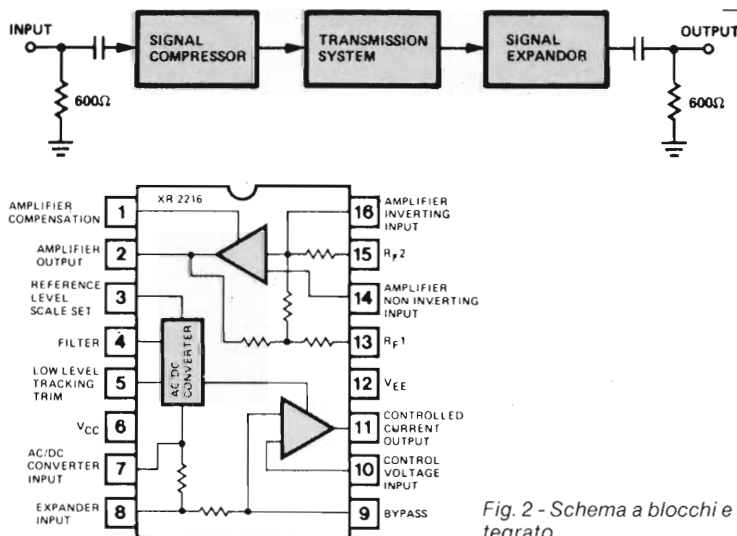 INPUT
600Ω
SIGNAL
COMPRESSOR
TRANSMISSION
SYSTEM
SIGNAL
EXPANDOR
OUTPUT
600Ω
XR 2216
AMPLIFIER
COMPENSATION
1
AMPLIFIER
OUTPUT
2
REFERENCE
LEVEL
SCALE SET
3
FILTER
4
LOW LEVEL
TRACKING
TRIM
5
VCC
6
AC/DC
CONVERTER
INPUT
7
EXPANDER
INPUT
8
AC/DC
CONVERTER
16
AMPLIFIER
INVERTING
INPUT
15
RF2
14
AMPLIFIER
NON INVERTING
INPUT
13
RF1
12
VEE
11
CONTROLLED
CURRENT
OUTPUT
10
CONTROL
VOLTAGE
INPUT
9
BYPASS
Fig. 2 - Schema a blocchi e
tegrato